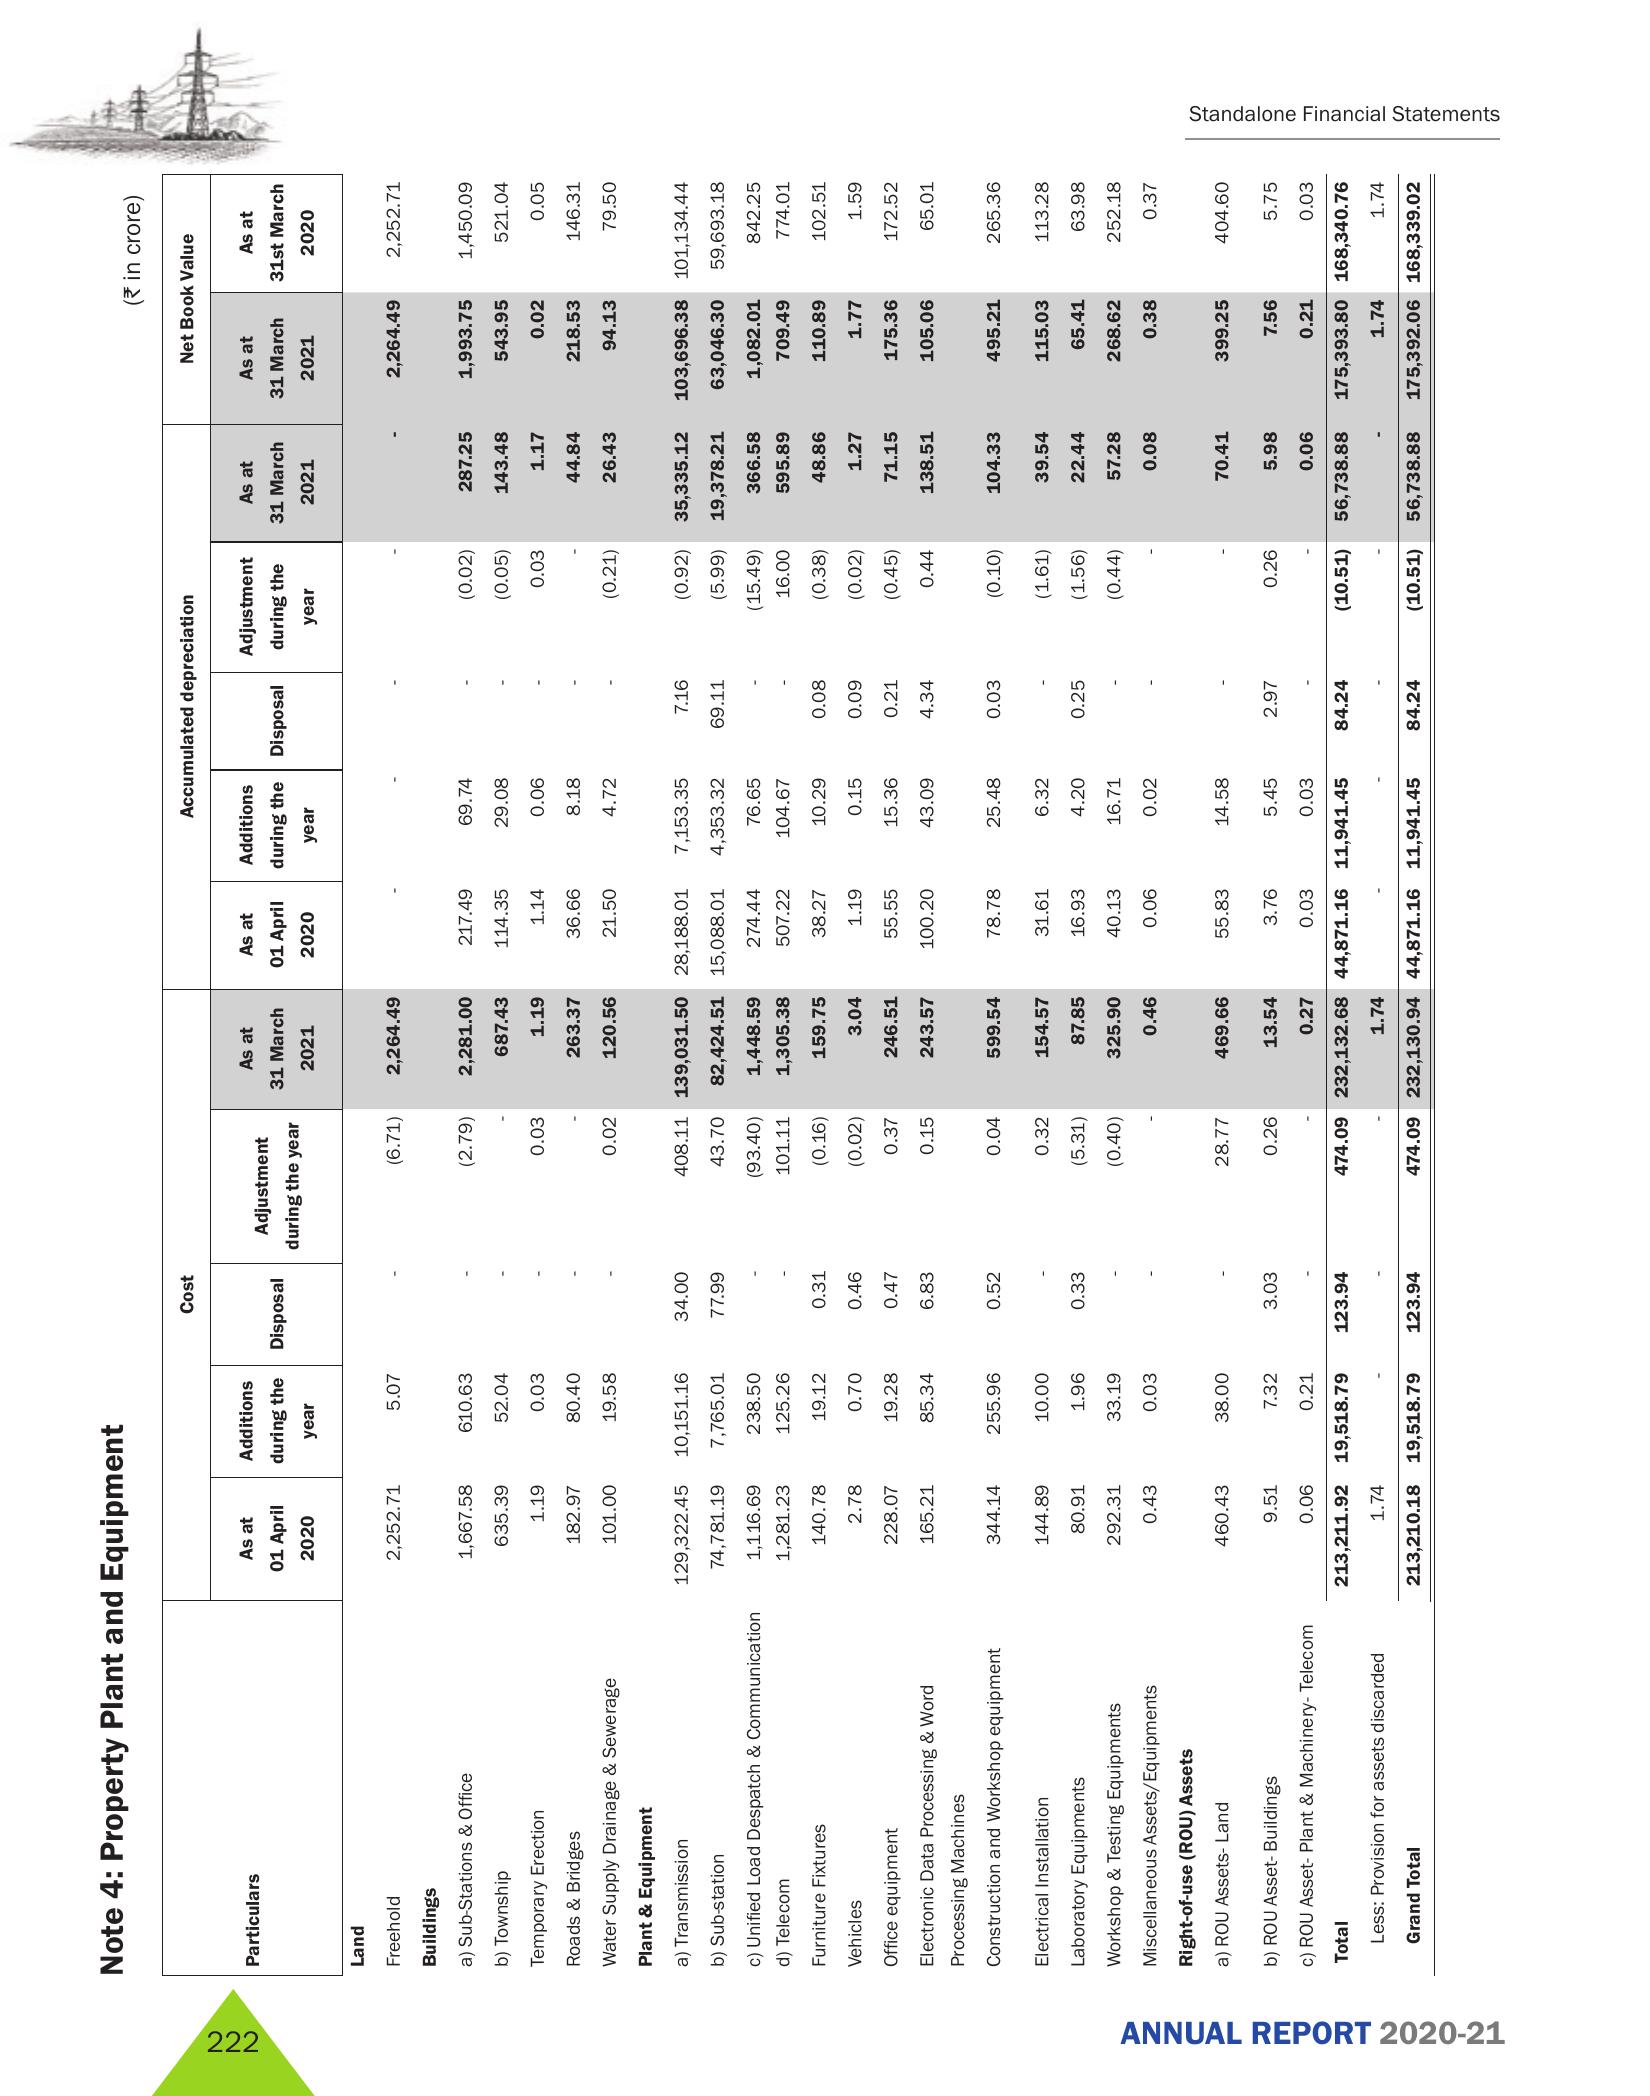 Standalone Financial Statements
Note 4: Property Plant and Equipment
(₹ in crore)
Particulars | Cost | Accumulated depreciation | Net Book Value
As at 01 April 2020 | Additions during the year | Disposal | Adjustment during the year | As at 31 March 2021 | As at 01 April 2020 | Additions during the year | Disposal | Adjustment during the year | As at 31 March 2021 | As at 31 March 2021 | As at 31st March 2020
Land
Freehold 2,252.71 5.07 - (6.71) 2,264.49 - - - - - 2,264.49 2,252.71
Buildings
a) Sub-Stations & Office 1,667.58 610.63 - (2.79) 2,281.00 217.49 69.74 - (0.02) 287.25 1,993.75 1,450.09
b) Township 635.39 52.04 - - 687.43 114.35 29.08 - (0.05) 143.48 543.95 521.04
Temporary Erection 1.19 0.03 - 0.03 1.19 1.14 0.06 - 0.03 1.17 0.02 0.05
Roads & Bridges 182.97 80.40 - - 263.37 36.66 8.18 - - 44.84 218.53 146.31
Water Supply Drainage & Sewerage 101.00 19.58 - 0.02 120.56 21.50 4.72 - (0.21) 26.43 94.13 79.50
Plant & Equipment
a) Transmission 129,322.45 10,151.16 34.00 408.11 139,031.50 28,188.01 7,153.35 7.16 (0.92) 35,335.12 103,696.38 101,134.44
b) Sub-station 74,781.19 7,765.01 77.99 43.70 82,424.51 15,088.01 4,353.32 69.11 (5.99) 19,378.21 63,046.30 59,693.18
c) Unified Load Despatch & Communication 1,116.69 238.50 - (93.40) 1,448.59 274.44 76.65 - (15.49) 366.58 1,082.01 842.25
d) Telecom 1,281.23 125.26 - 101.11 1,305.38 507.22 104.67 - 16.00 595.89 709.49 774.01
Furniture Fixtures 140.78 19.12 0.31 (0.16) 159.75 38.27 10.29 0.08 (0.38) 48.86 110.89 102.51
Vehicles 2.78 0.70 0.46 (0.02) 3.04 1.19 0.15 0.09 (0.02) 1.27 1.77 1.59
Office equipment 228.07 19.28 0.47 0.37 246.51 55.55 15.36 0.21 (0.45) 71.15 175.36 172.52
Electronic Data Processing & Word 165.21 85.34 6.83 0.15 243.57 100.20 43.09 4.34 0.44 138.51 105.06 65.01
Processing Machines
Construction and Workshop equipment 344.14 255.96 0.52 0.04 599.54 78.78 25.48 0.03 (0.10) 104.33 495.21 265.36
Electrical Installation 144.89 10.00 - 0.32 154.57 31.61 6.32 - (1.61) 39.54 115.03 113.28
Laboratory Equipments 80.91 1.96 0.33 (5.31) 87.85 16.93 4.20 0.25 (1.56) 22.44 65.41 63.98
Workshop & Testing Equipments 292.31 33.19 - (0.40) 325.90 40.13 16.71 - (0.44) 57.28 268.62 252.18
Miscellaneous Assets/Equipments 0.43 0.03 - - 0.46 0.06 0.02 - - 0.08 0.38 0.37
Right-of-use (ROU) Assets
a) ROU Assets- Land 460.43 38.00 - 28.77 469.66 55.83 14.58 - - 70.41 399.25 404.60
b) ROU Asset- Buildings 9.51 7.32 3.03 0.26 13.54 3.76 5.45 2.97 0.26 5.98 7.56 5.75
c) ROU Asset- Plant & Machinery- Telecom 0.06 0.21 - - 0.27 0.03 0.03 - - 0.06 0.21 0.03
Total 213,211.92 19,518.79 123.94 474.09 232,132.68 44,871.16 11,941.45 84.24 (10.51) 56,738.88 175,393.80 168,340.76
Less: Provision for assets discarded 1.74 - - - 1.74 - - - - - 1.74 1.74
Grand Total 213,210.18 19,518.79 123.94 474.09 232,130.94 44,871.16 11,941.45 84.24 (10.51) 56,738.88 175,392.06 168,339.02
222
ANNUAL REPORT 2020-21